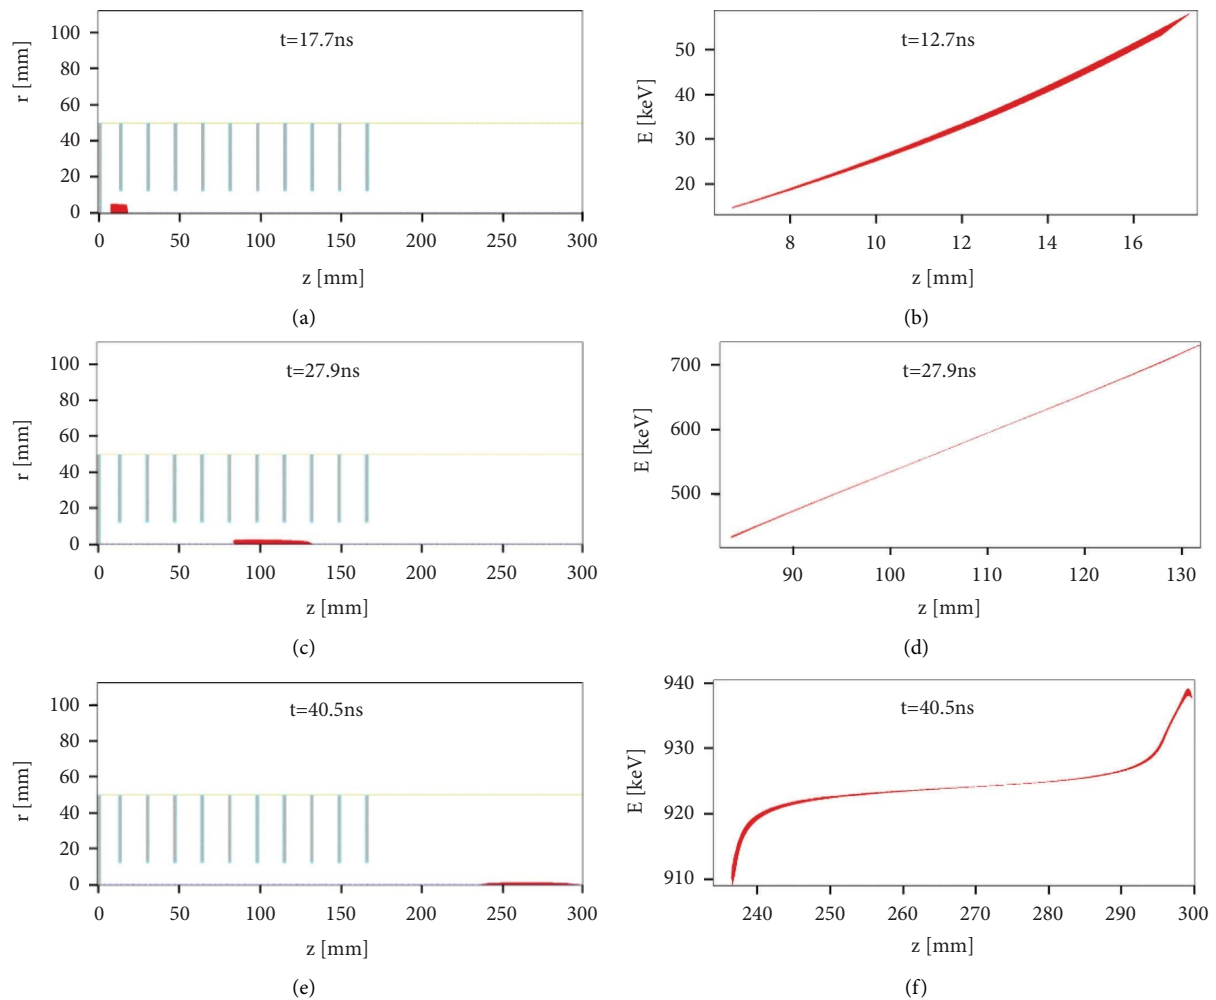 t=17.7ns
r [mm]
100
80
60
40
20
0
0 50 100 150 200 250 300
z [mm]
(a)
t=12.7ns
E [keV]
50
40
30
20
8 10 12 14 16
z [mm]
(b)
t=27.9ns
r [mm]
100
80
60
40
20
0
0 50 100 150 200 250 300
z [mm]
(c)
t=27.9ns
E [keV]
700
600
500
90 100 110 120 130
z [mm]
(d)
t=40.5ns
r [mm]
100
80
60
40
20
0
0 50 100 150 200 250 300
z [mm]
(e)
t=40.5ns
E [keV]
940
930
920
910
240 250 260 270 280 290 300
z [mm]
(f)